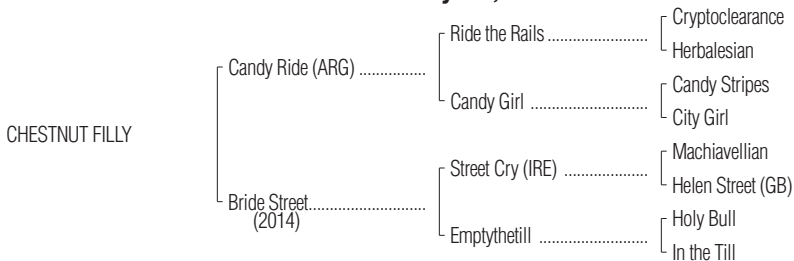 Cryptoclearance
Ride the Rails
Herbalesian
Candy Ride (ARG)
Candy Stripes
Candy Girl
City Girl
CHESTNUT FILLY
Machiavellian
Street Cry (IRE)
Helen Street (GB)
Bride Street
(2014)
Holy Bull
Emptythetill
In the Till